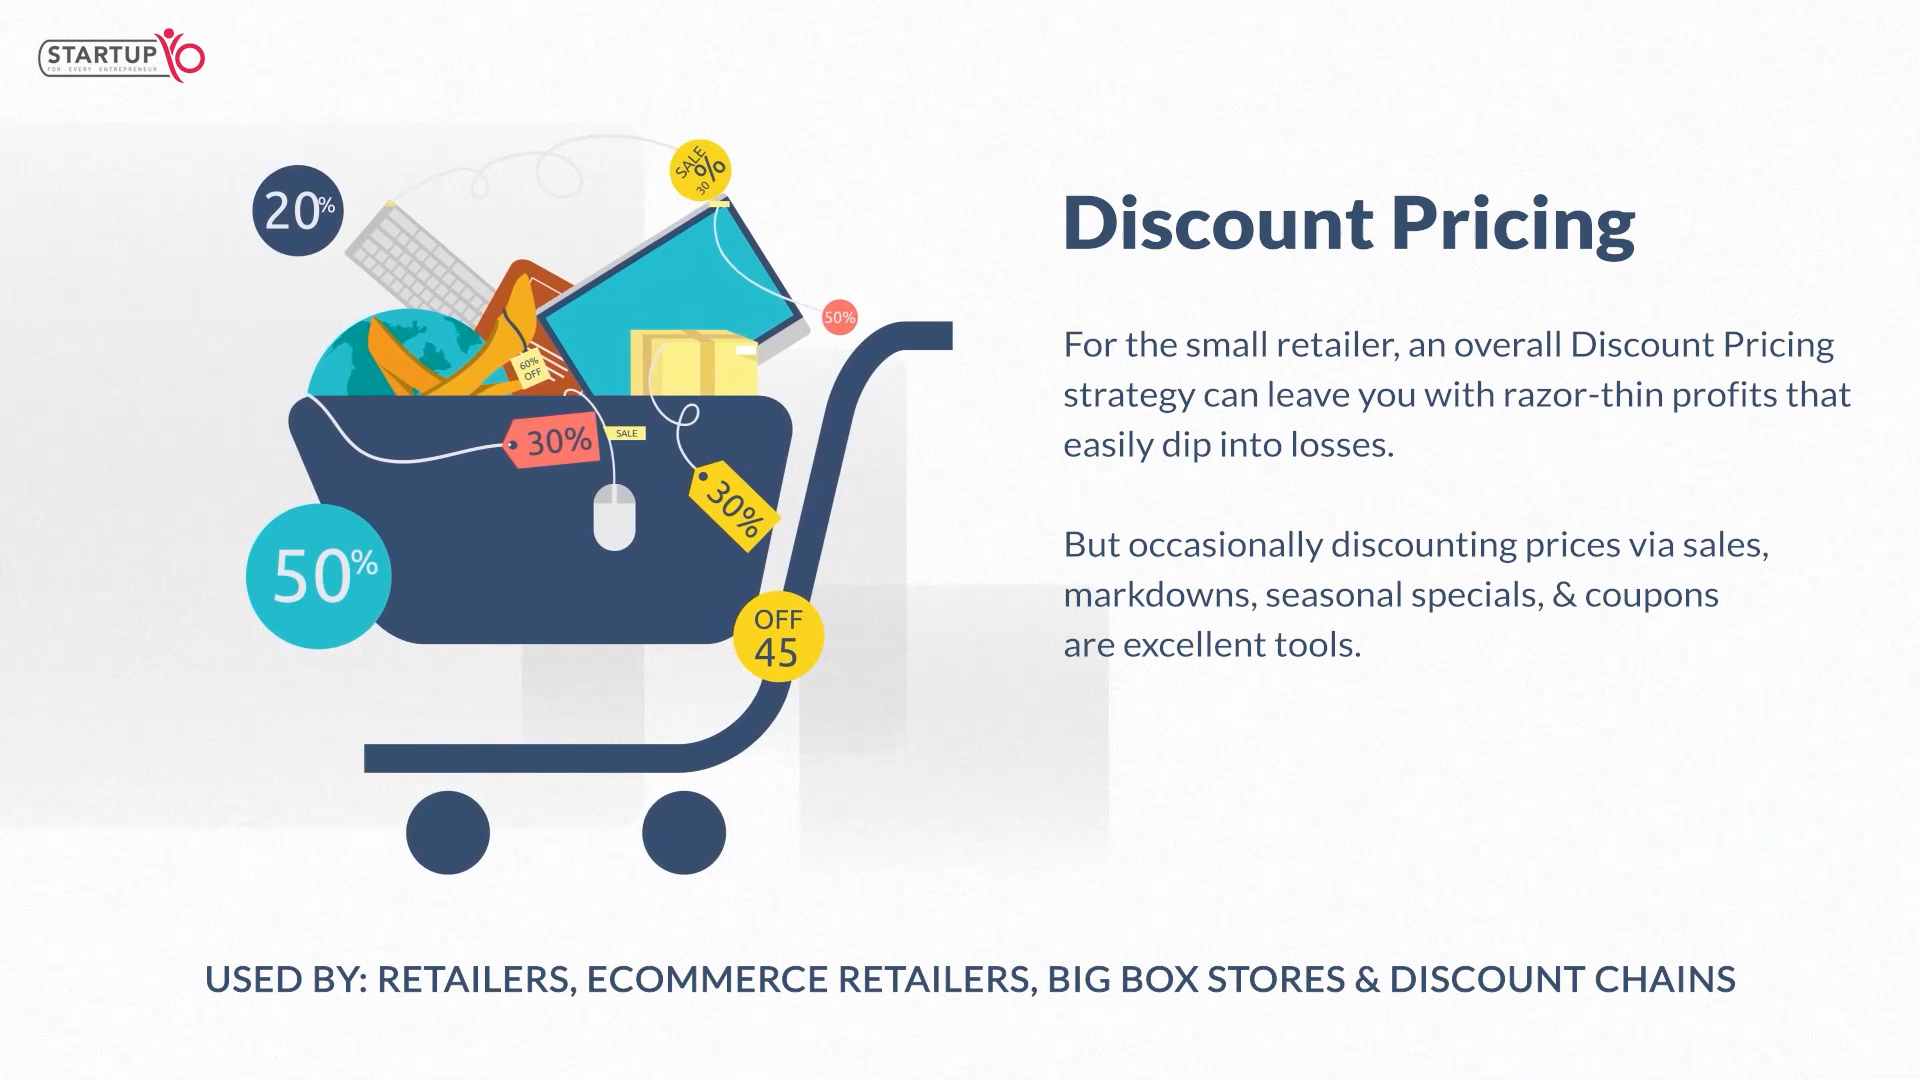 STARTUP
FOR EVERY ENTREPRENEUR
20%
SALE
%
30
50%
60%
OFF
30%
SALE
30%
50%
OFF
45
Discount Pricing
For the small retailer, an overall Discount Pricing
strategy can leave you with razor-thin profits that
easily dip into losses.
But occasionally discounting prices via sales,
markdowns, seasonal specials, & coupons
are excellent tools.
USED BY: RETAILERS, ECOMMERCE RETAILERS, BIG BOX STORES & DISCOUNT CHAINS